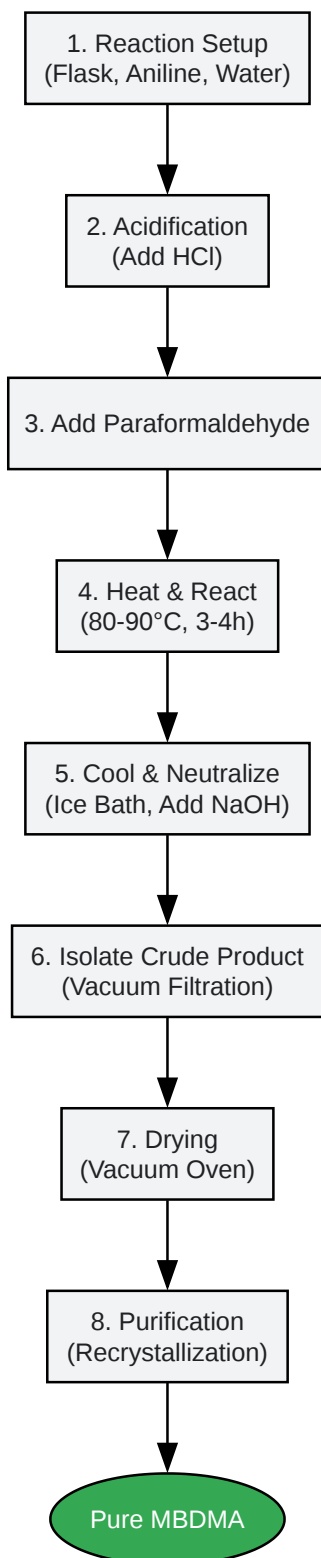 1. Reaction Setup
(Flask, Aniline, Water)
2. Acidification
(Add HCl)
3. Add Paraformaldehyde
4. Heat & React
(80-90°C, 3-4h)
5. Cool & Neutralize
(Ice Bath, Add NaOH)
6. Isolate Crude Product
(Vacuum Filtration)
7. Drying
(Vacuum Oven)
8. Purification
(Recrystallization)
Pure MBDMA